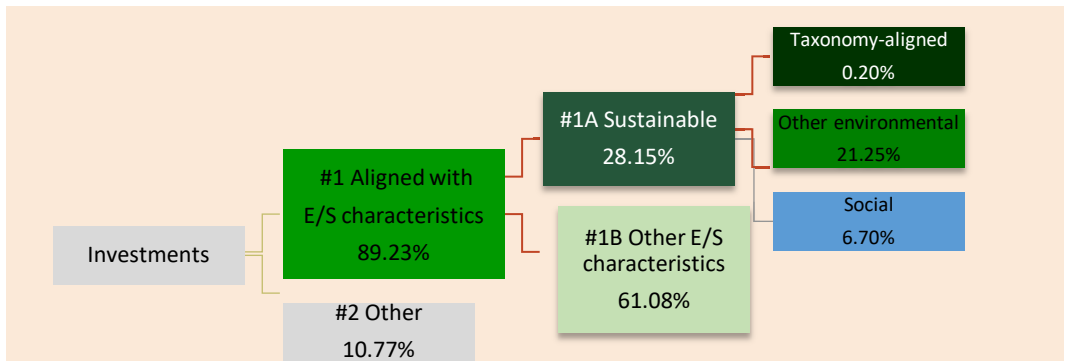 Investments
#1 Aligned with
E/S characteristics
89.23%
#2 Other
10.77%
#1A Sustainable
28.15%
#1B Other E/S
characteristics
61.08%
Taxonomy-aligned
0.20%
Other environmental
21.25%
Social
6.70%